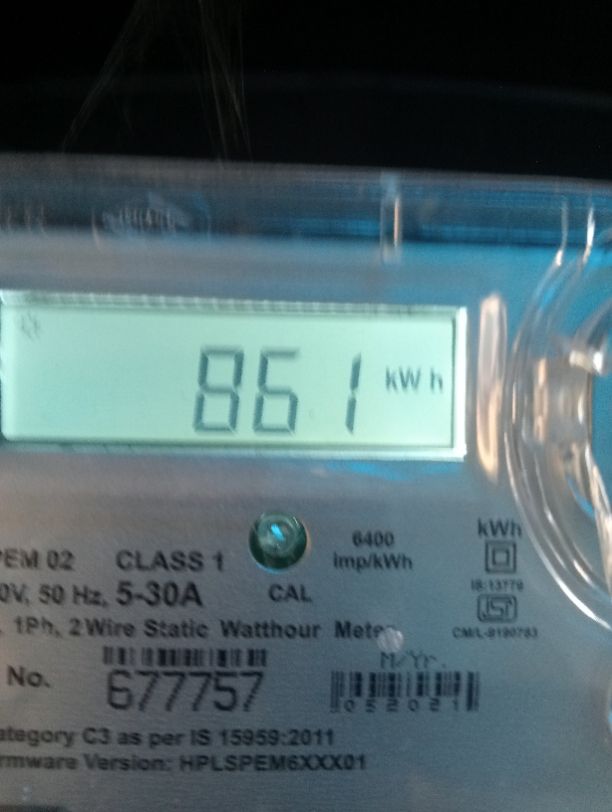 861 kWh
6400
imp/kWh
kWh
PEM 02 CLASS 1
CAL
IS:13779
0V, 50 Hz, 5-30A
ISI
1Ph, 2 Wire Static Watthour Meter
CM/L-9190783
M/Yr.
No. 677757
052021
ategory C3 as per IS 15959:2011
rmware Version: HPLSPEM6XXX01